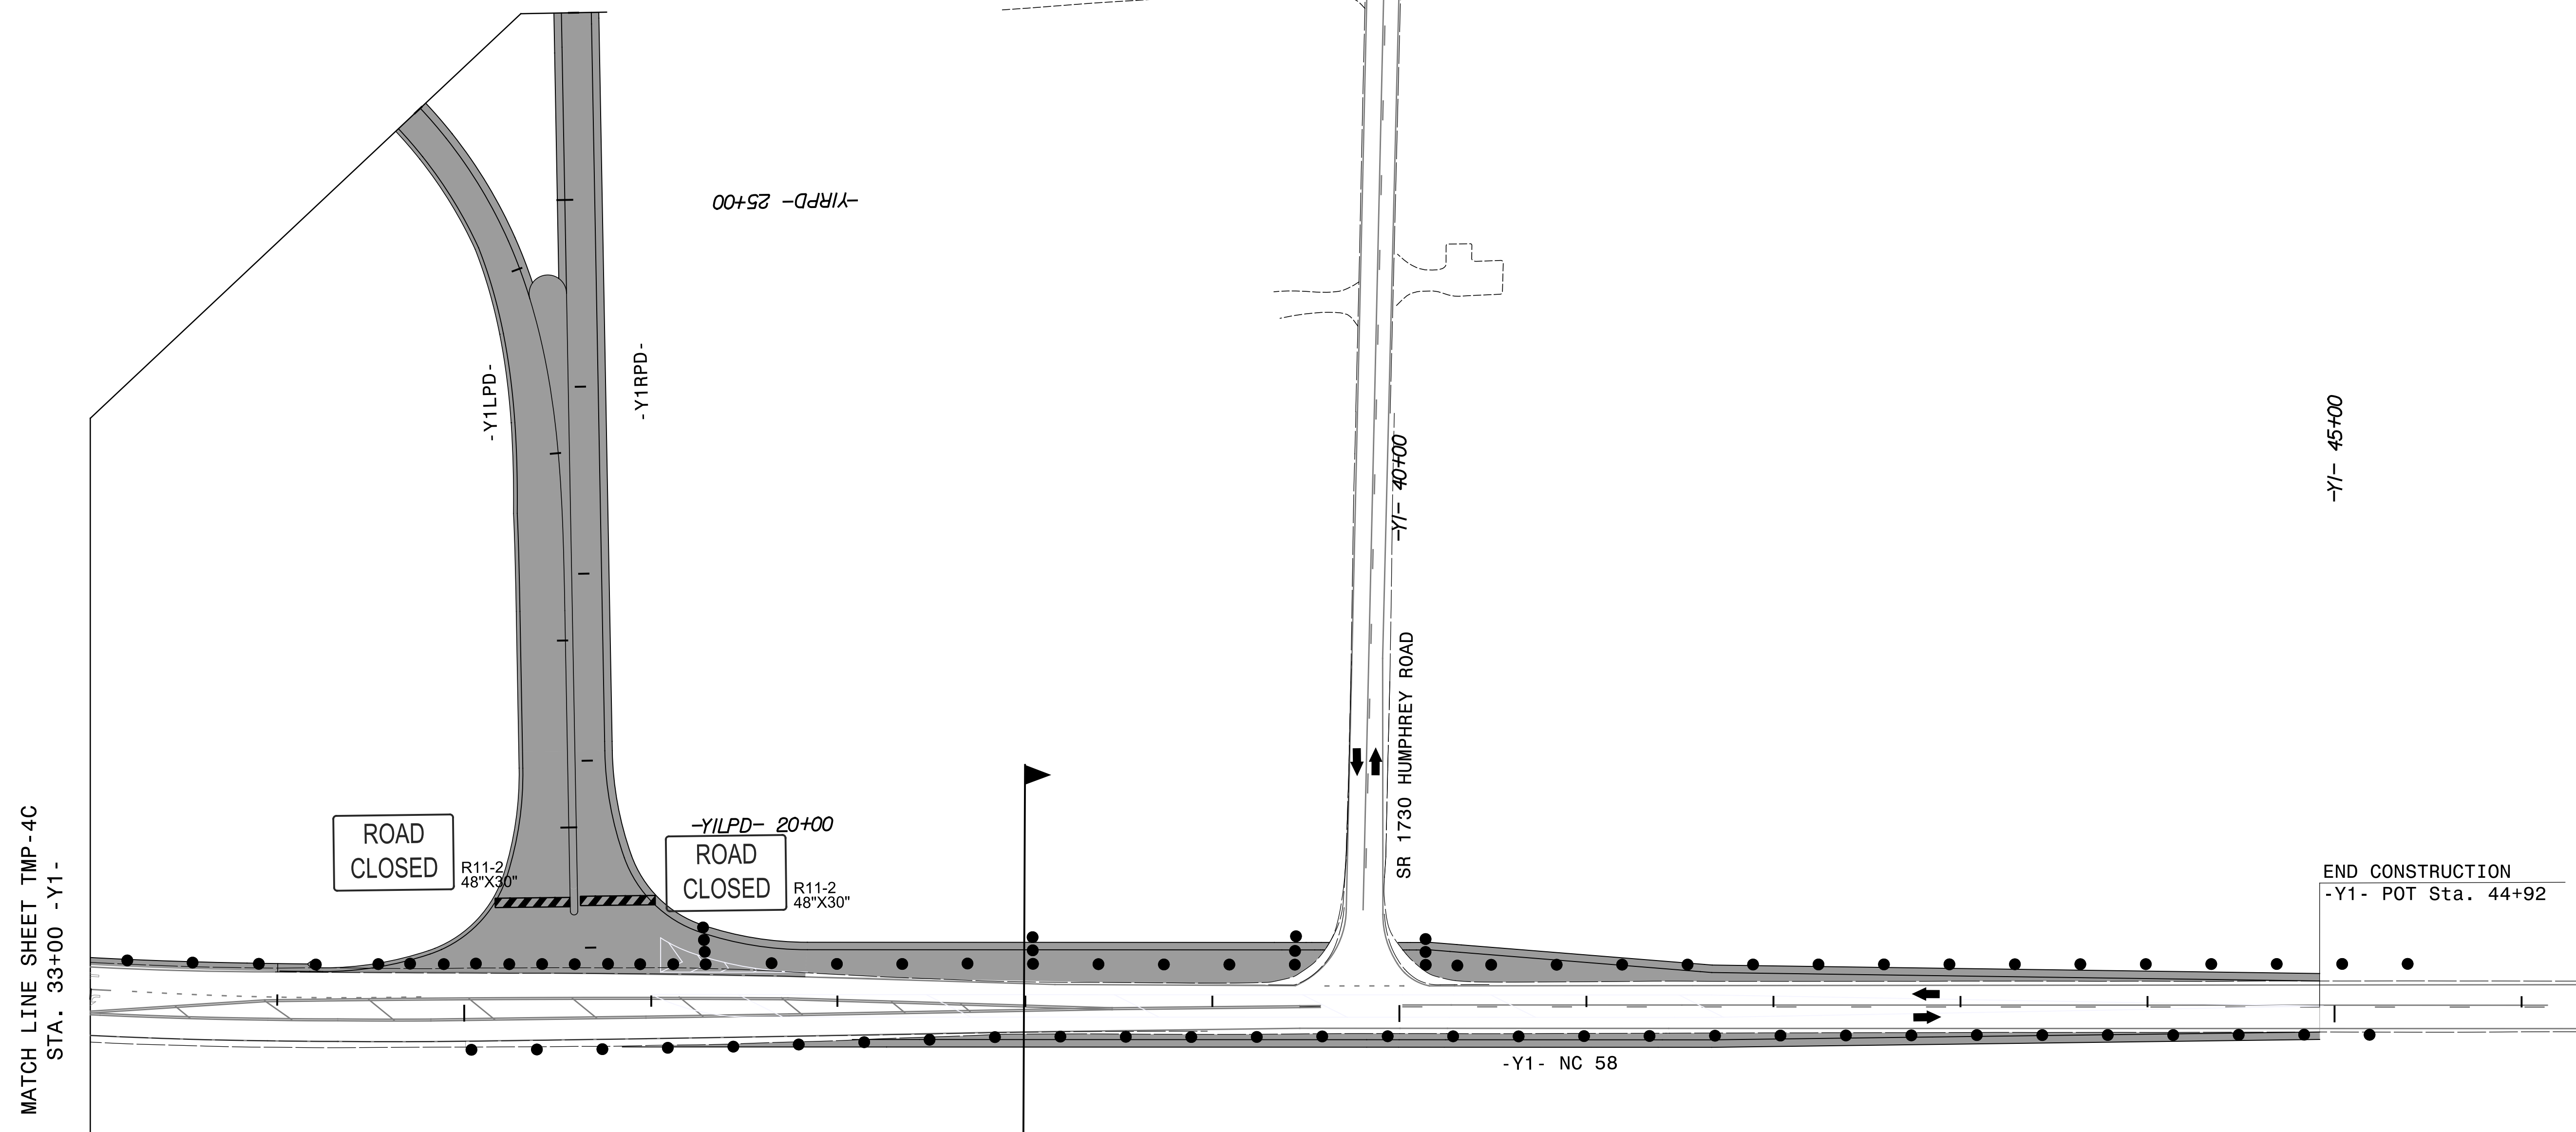 -Y1RPD- 25+00
-Y1LPD-
-Y1RPD-
-Y1- 40+00
-Y1- 45+00
SR 1730 HUMPHREY ROAD
MATCH LINE SHEET TMP-4C
STA. 33+00 -Y1-
ROAD
CLOSED
R11-2
48"X30"
-Y1LPD- 20+00
ROAD
CLOSED
R11-2
48"X30"
END CONSTRUCTION
-Y1- POT Sta. 44+92
-Y1- NC 58